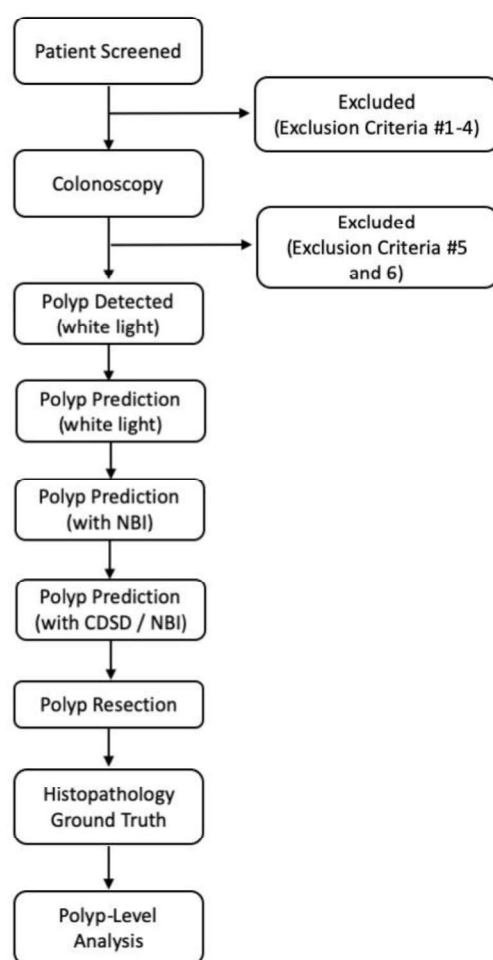 Patient Screened
Excluded
(Exclusion Criteria #1-4)
Colonoscopy
Excluded
(Exclusion Criteria #5
and 6)
Polyp Detected
(white light)
Polyp Prediction
(white light)
Polyp Prediction
(with NBI)
Polyp Prediction
(with CDSD / NBI)
Polyp Resection
Histopathology
Ground Truth
Polyp-Level
Analysis